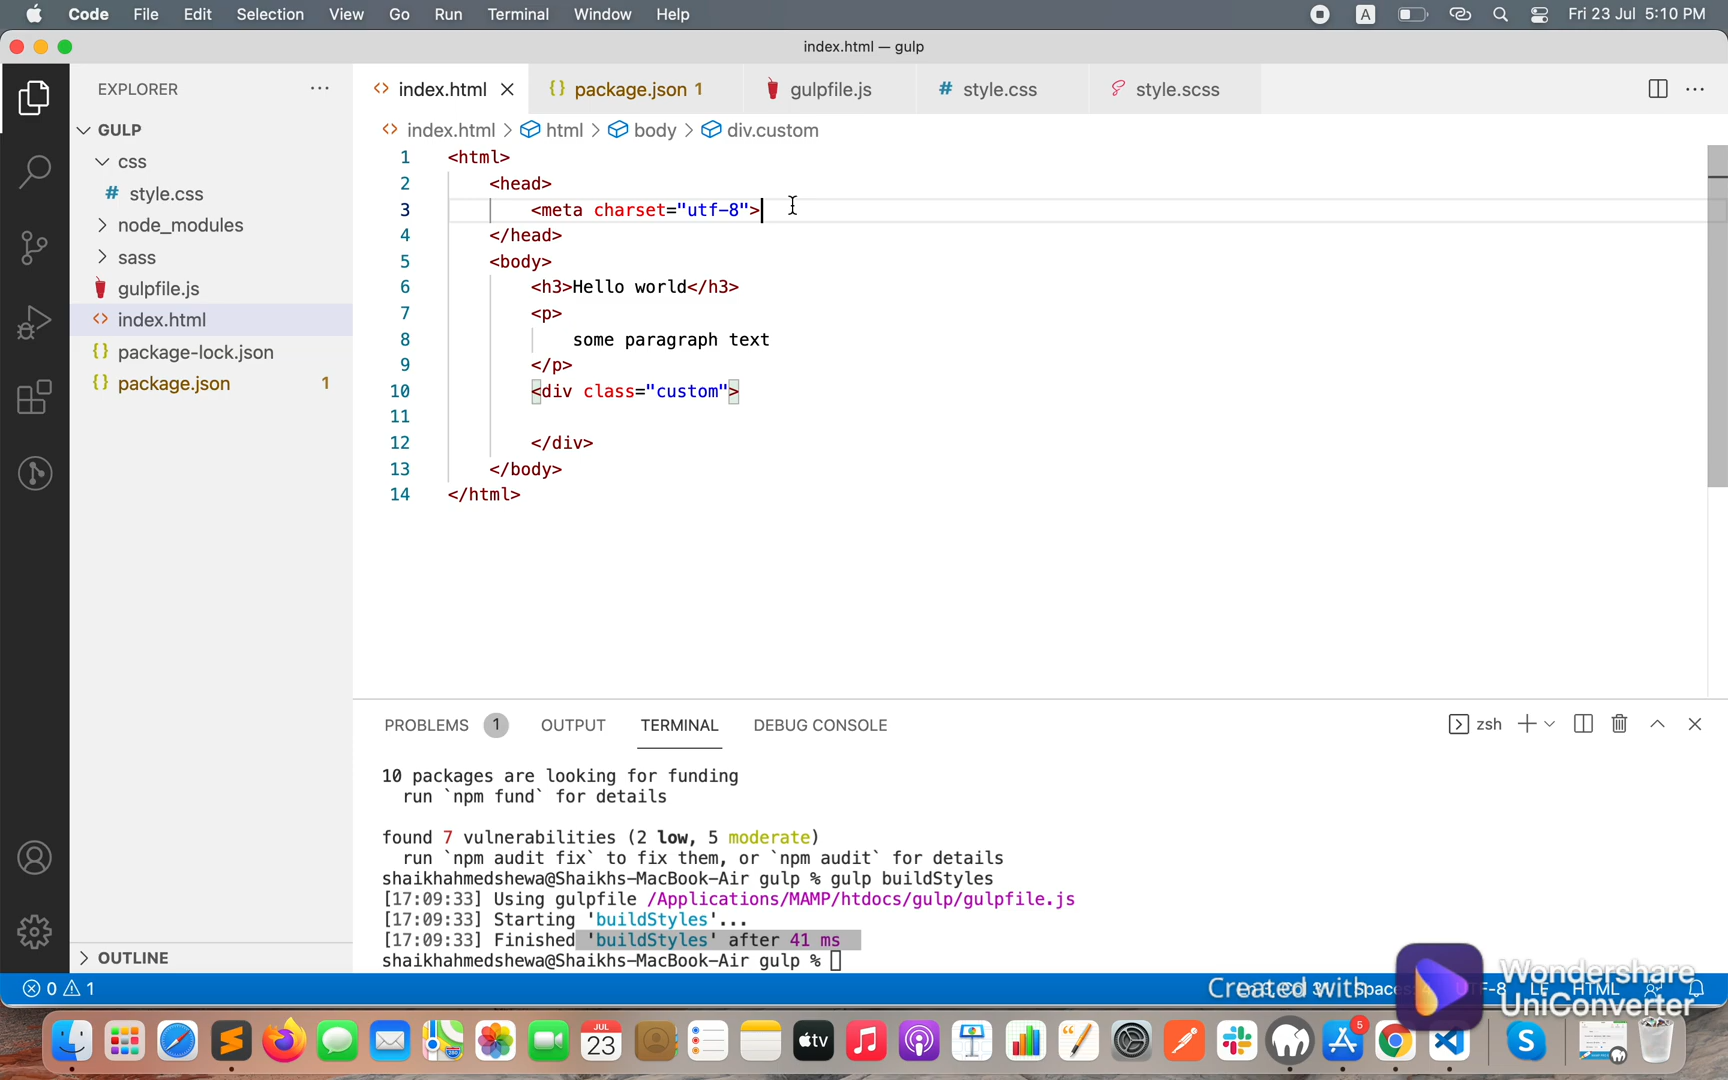 Code File Edit Selection View Go Run Terminal Window Help A Fri 23 Jul 5:10 PM
index.html — gulp
EXPLORER ··· <> index.html × {} package.json 1 gulpfile.js # style.css style.scss ···
GULP
<> index.html > html > body > div.custom
css
# style.css
node_modules
sass
gulpfile.js
<> index.html
{} package-lock.json
{} package.json 1
OUTLINE
1 <html>
2 <head>
3 <meta charset="utf-8">
4 </head>
5 <body>
6 <h3>Hello world</h3>
7 <p>
8 some paragraph text
9 </p>
10 <div class="custom">
11
12 </div>
13 </body>
14 </html>
PROBLEMS 1 OUTPUT TERMINAL DEBUG CONSOLE zsh
10 packages are looking for funding
run `npm fund` for details
found 7 vulnerabilities (2 low, 5 moderate)
run `npm audit fix` to fix them, or `npm audit` for details
shaikhahmedshewa@Shaikhs-MacBook-Air gulp % gulp buildStyles
[17:09:33] Using gulpfile /Applications/MAMP/htdocs/gulp/gulpfile.js
[17:09:33] Starting 'buildStyles'...
[17:09:33] Finished 'buildStyles' after 41 ms
shaikhahmedshewa@Shaikhs-MacBook-Air gulp %
0 1 HTML
Created with Wondershare
UniConverter
JUL
23
tv
5
S